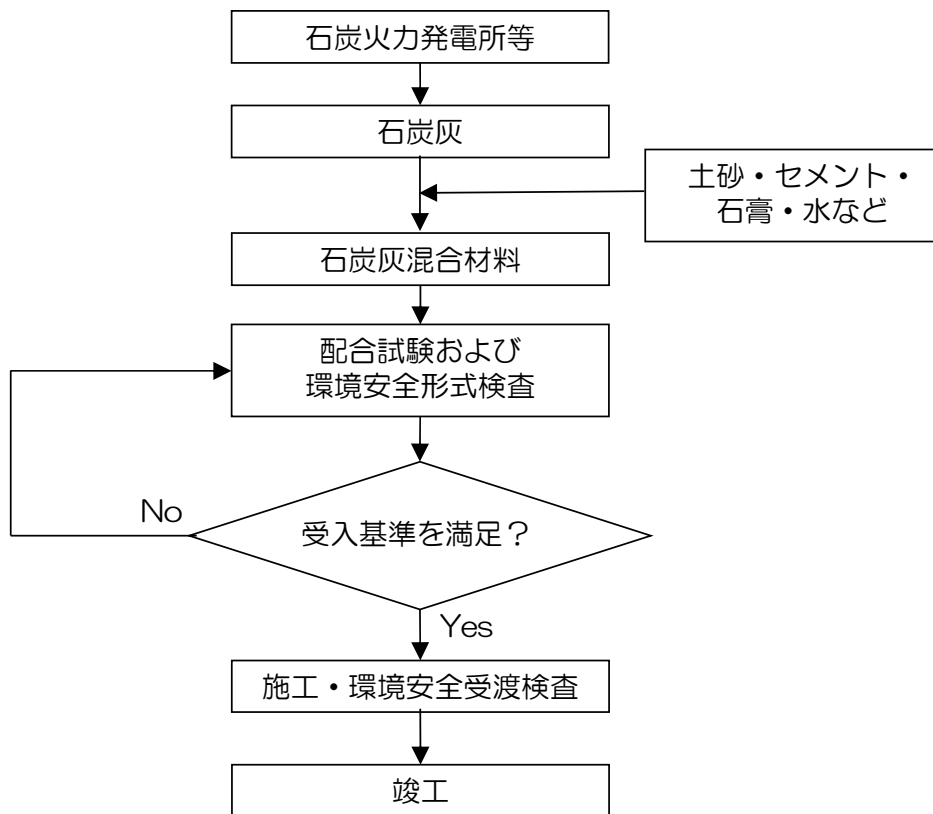 石炭火力発電所等
石炭灰
土砂・セメント・
石膏・水など
石炭灰混合材料
配合試験および
環境安全形式検査
No
受入基準を満足？
Yes
施工・環境安全受渡検査
竣工